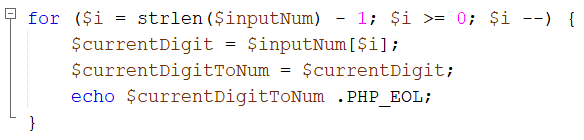 for ($i = strlen($inputNum) - 1; $i >= 0; $i --) {
    $currentDigit = $inputNum[$i];
    $currentDigitToNum = $currentDigit;
    echo $currentDigitToNum .PHP_EOL;
}